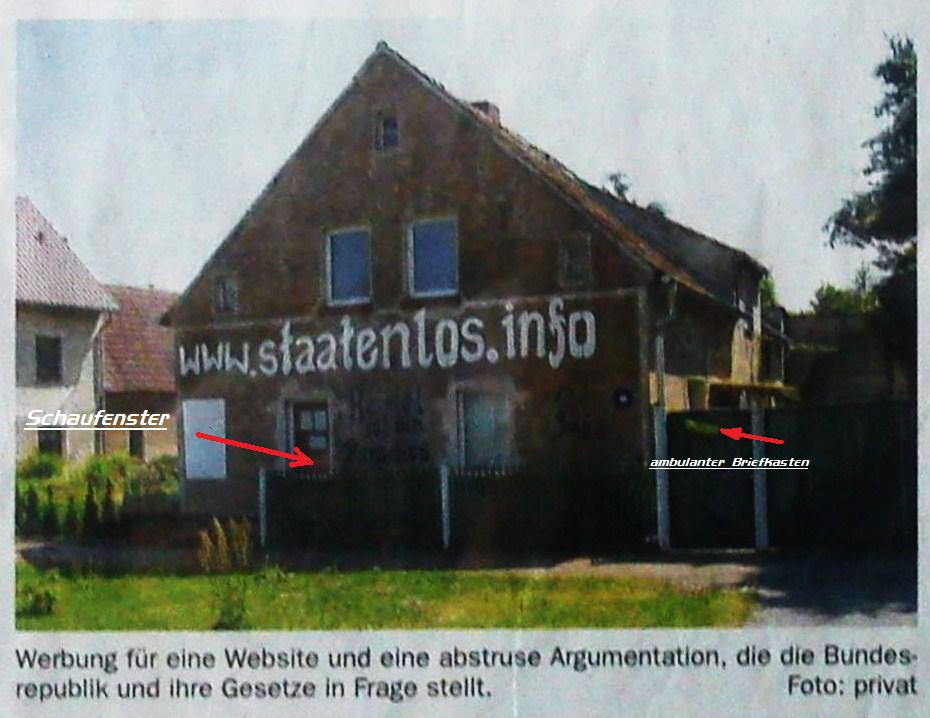 www.staatenlos.info
Schaufenster
ambulanter Briefkasten
Werbung für eine Website und eine abstruse Argumentation, die die Bundes-
republik und ihre Gesetze in Frage stellt. Foto: privat